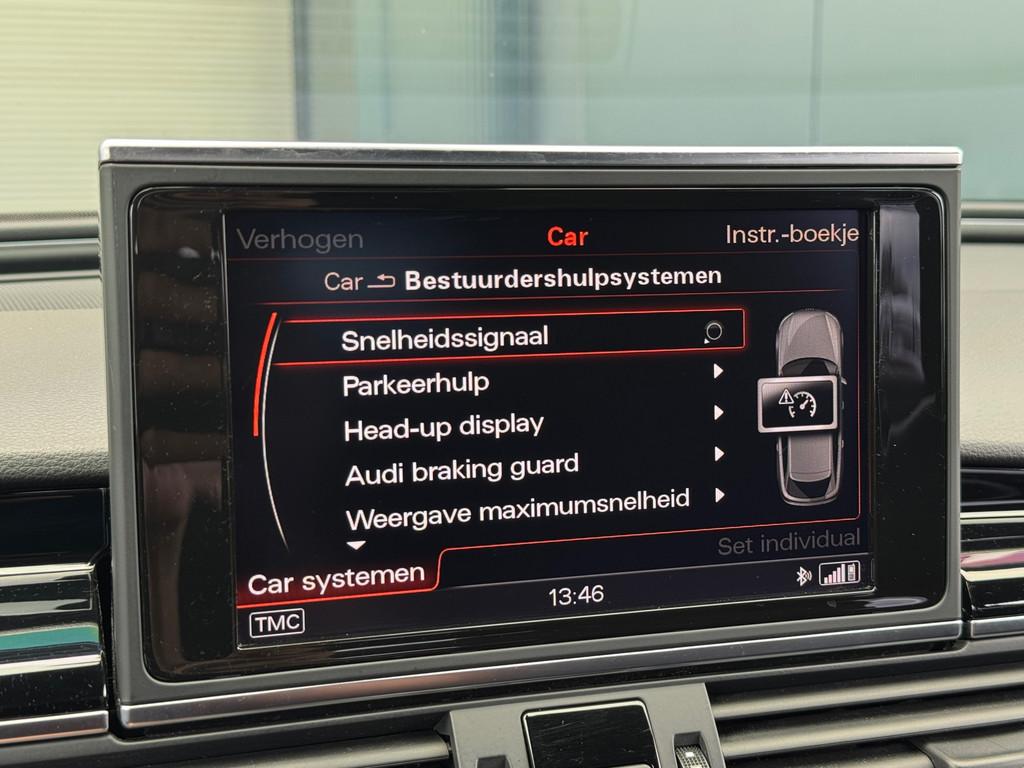 Verhogen Car Instr.-boekje
Car Bestuurdershulpsystemen
Snelheidssignaal
Parkeerhulp
Head-up display
Audi braking guard
Weergave maximumsnelheid
Set individual
Car systemen
13:46
TMC